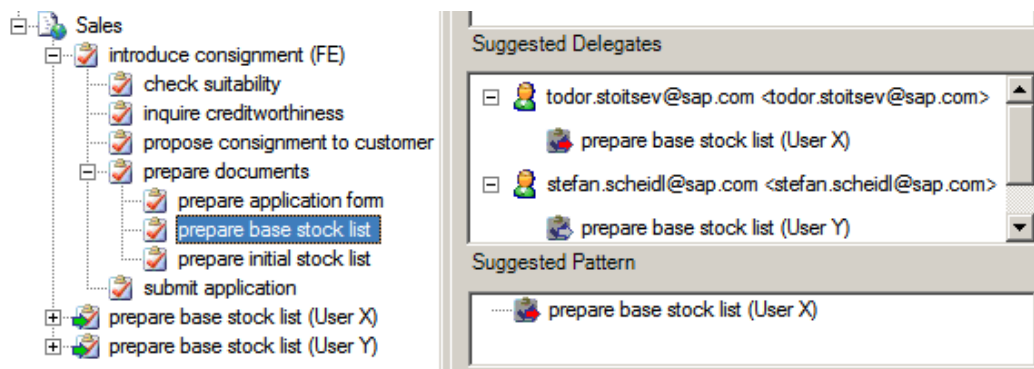 Sales
introduce consignment (FE)
check suitability
inquire creditworthiness
propose consignment to customer
prepare documents
prepare application form
prepare base stock list
prepare initial stock list
submit application
prepare base stock list (User X)
prepare base stock list (User Y)
Suggested Delegates
todor.stoitsev@sap.com <todor.stoitsev@sap.com>
prepare base stock list (User X)
stefan.scheidl@sap.com <stefan.scheidl@sap.com>
prepare base stock list (User Y)
Suggested Pattern
prepare base stock list (User X)